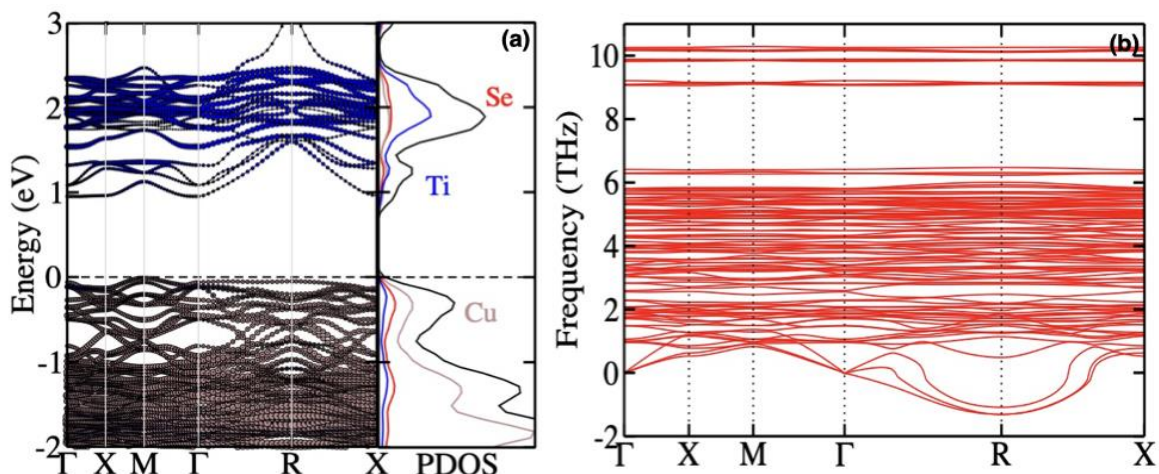 3
2
1
0
-1
-2
Energy (eV)
Γ X M Γ R X PDOS
(a)
Se
Ti
Cu
10
8
6
4
2
0
-2
Frequency (THz)
Γ X M Γ R X
(b)